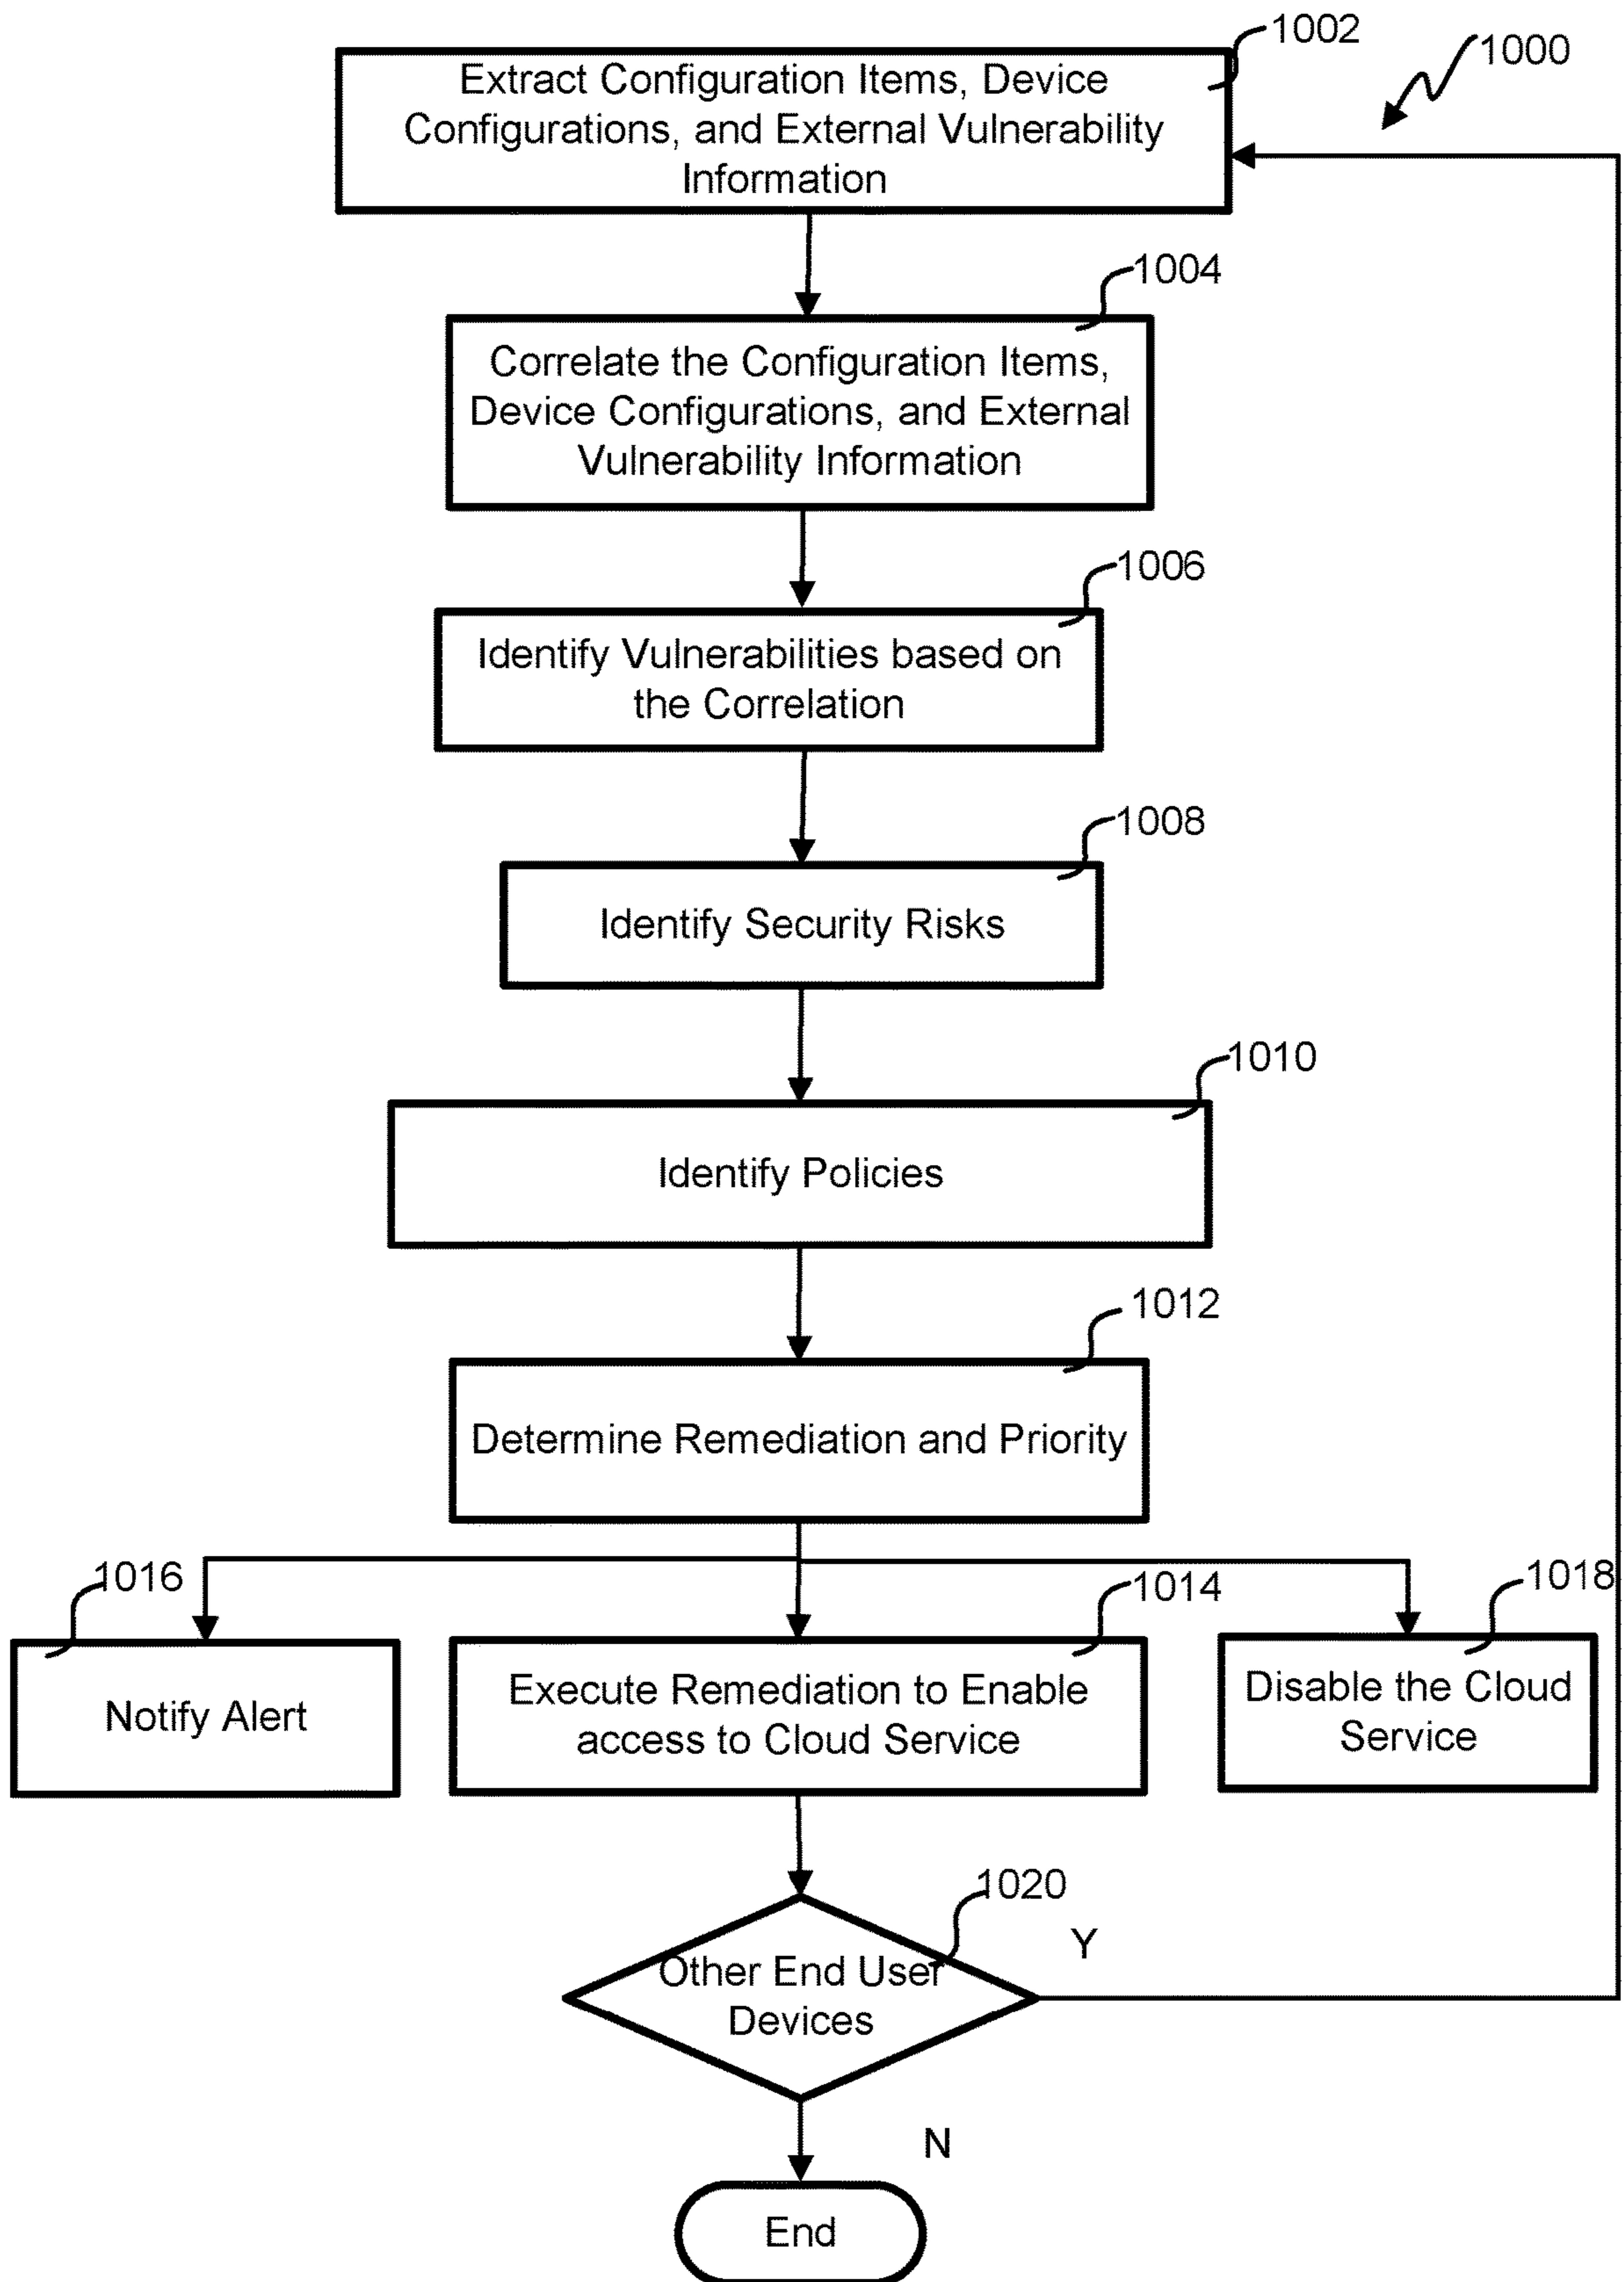 1002
1000
Extract Configuration Items, Device
Configurations, and External Vulnerability
Information
1004
Correlate the Configuration Items,
Device Configurations, and External
Vulnerability Information
1006
Identify Vulnerabilities based on
the Correlation
1008
Identify Security Risks
1010
Identify Policies
1012
Determine Remediation and Priority
1016
1014
1018
Notify Alert
Execute Remediation to Enable
access to Cloud Service
Disable the Cloud
Service
1020
Y
Other End User
Devices
N
End